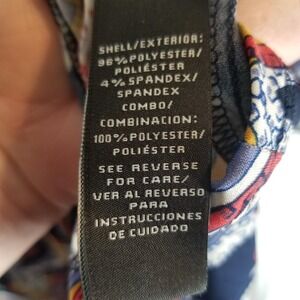 SHELL/EXTERIOR:
96%POLYESTER/
POLIÉSTER
4%SPANDEX/
SPANDEX
COMBO/
COMBINACION:
100%POLYESTER/
POLIÉSTER
SEE REVERSE
FOR CARE/
VER AL REVERSO
PARA
INSTRUCCIONES
DE CUIDADO